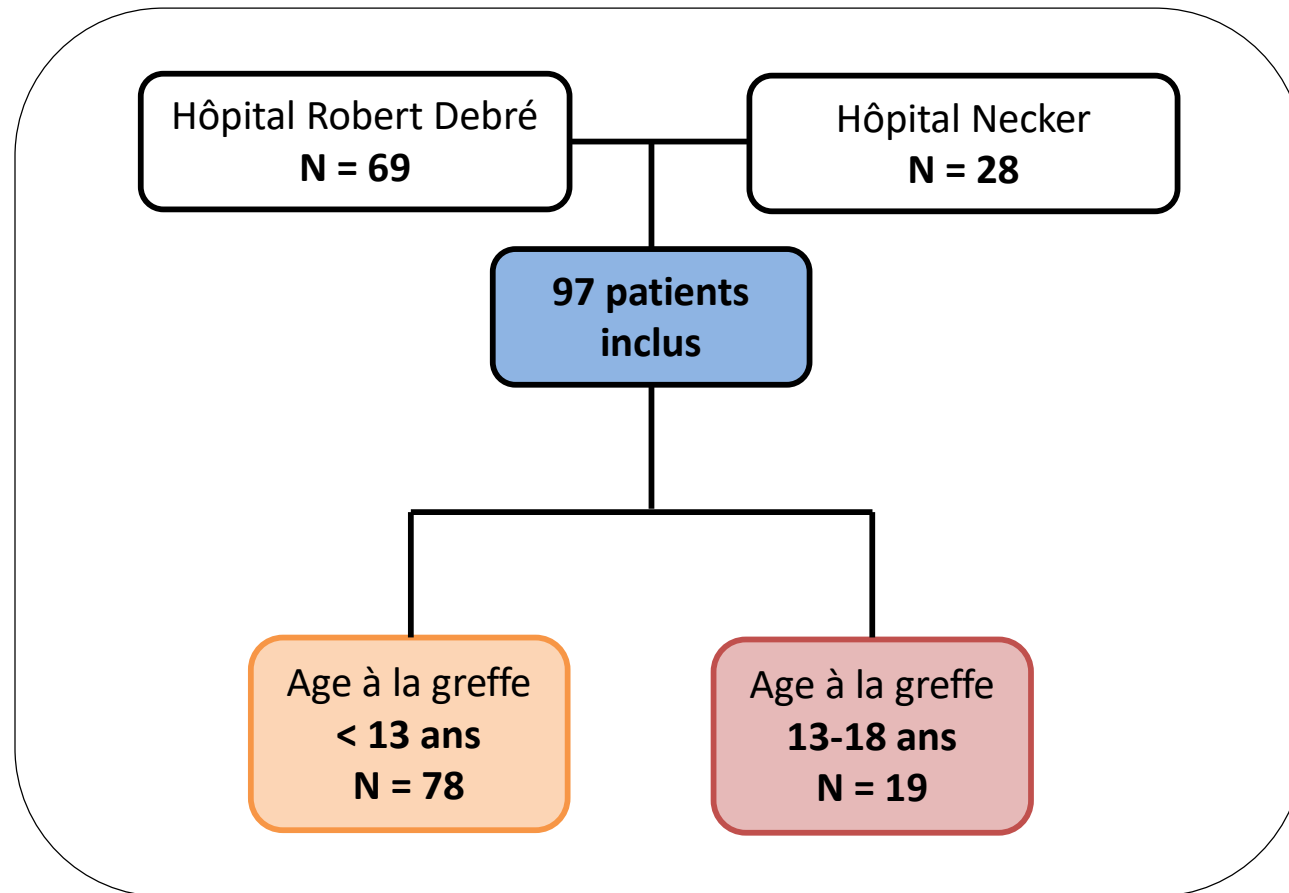 Hôpital Robert Debré
N = 69
Hôpital Necker
N = 28
97 patients
inclus
Age à la greffe
< 13 ans
N = 78
Age à la greffe
13-18 ans
N = 19